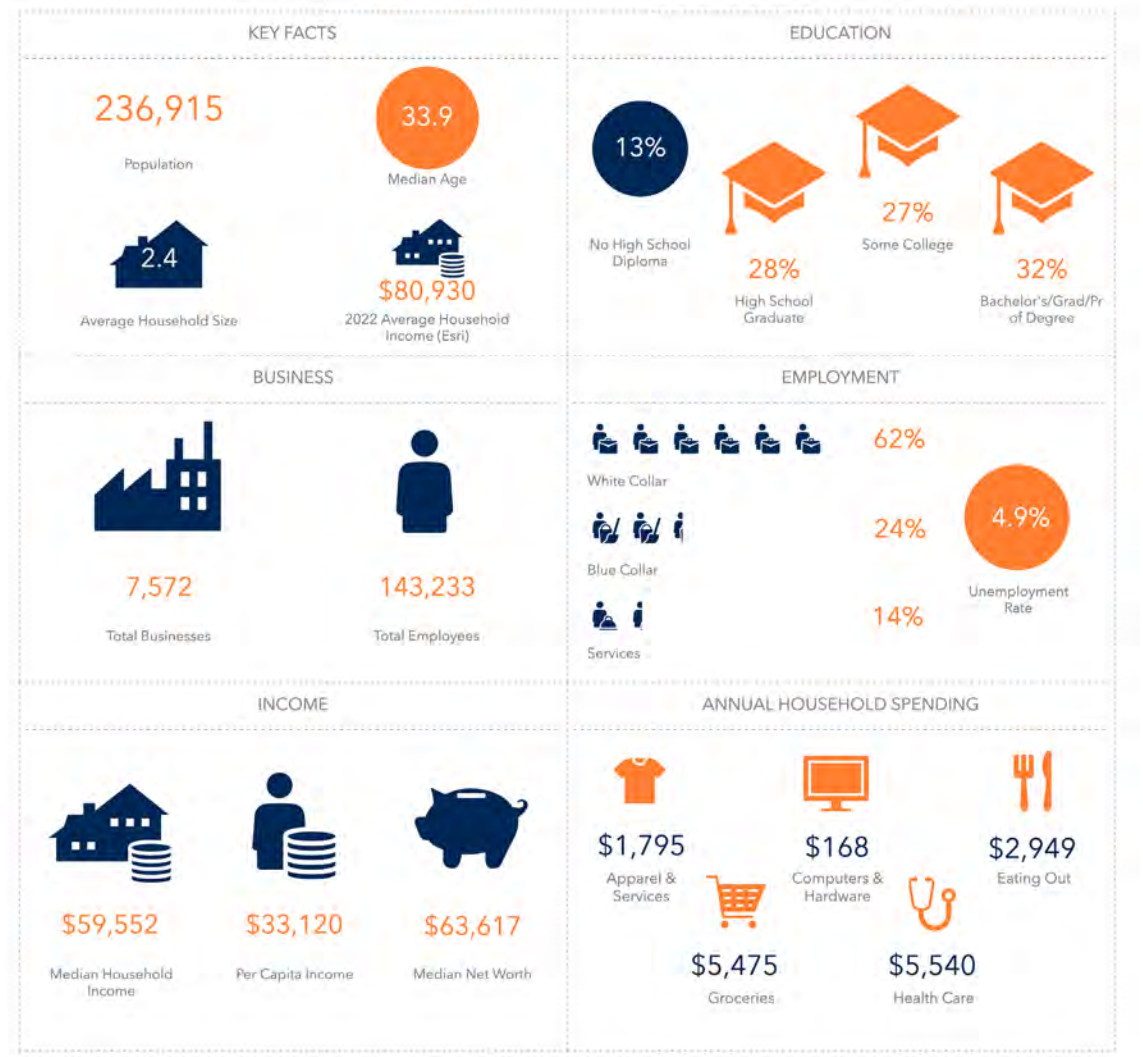 KEY FACTS
236,915
Population
33.9
Median Age
2.4
Average Household Size
$80,930
2022 Average Household
Income (Esri)
EDUCATION
13%
No High School
Diploma
28%
High School
Graduate
27%
Some College
32%
Bachelor's/Grad/Pr
of Degree
BUSINESS
7,572
Total Businesses
143,233
Total Employees
EMPLOYMENT
62%
White Collar
24%
Blue Collar
14%
Services
4.9%
Unemployment
Rate
INCOME
$59,552
Median Household
Income
$33,120
Per Capita Income
$63,617
Median Net Worth
ANNUAL HOUSEHOLD SPENDING
$1,795
Apparel &
Services
$168
Computers &
Hardware
$2,949
Eating Out
$5,475
Groceries
$5,540
Health Care